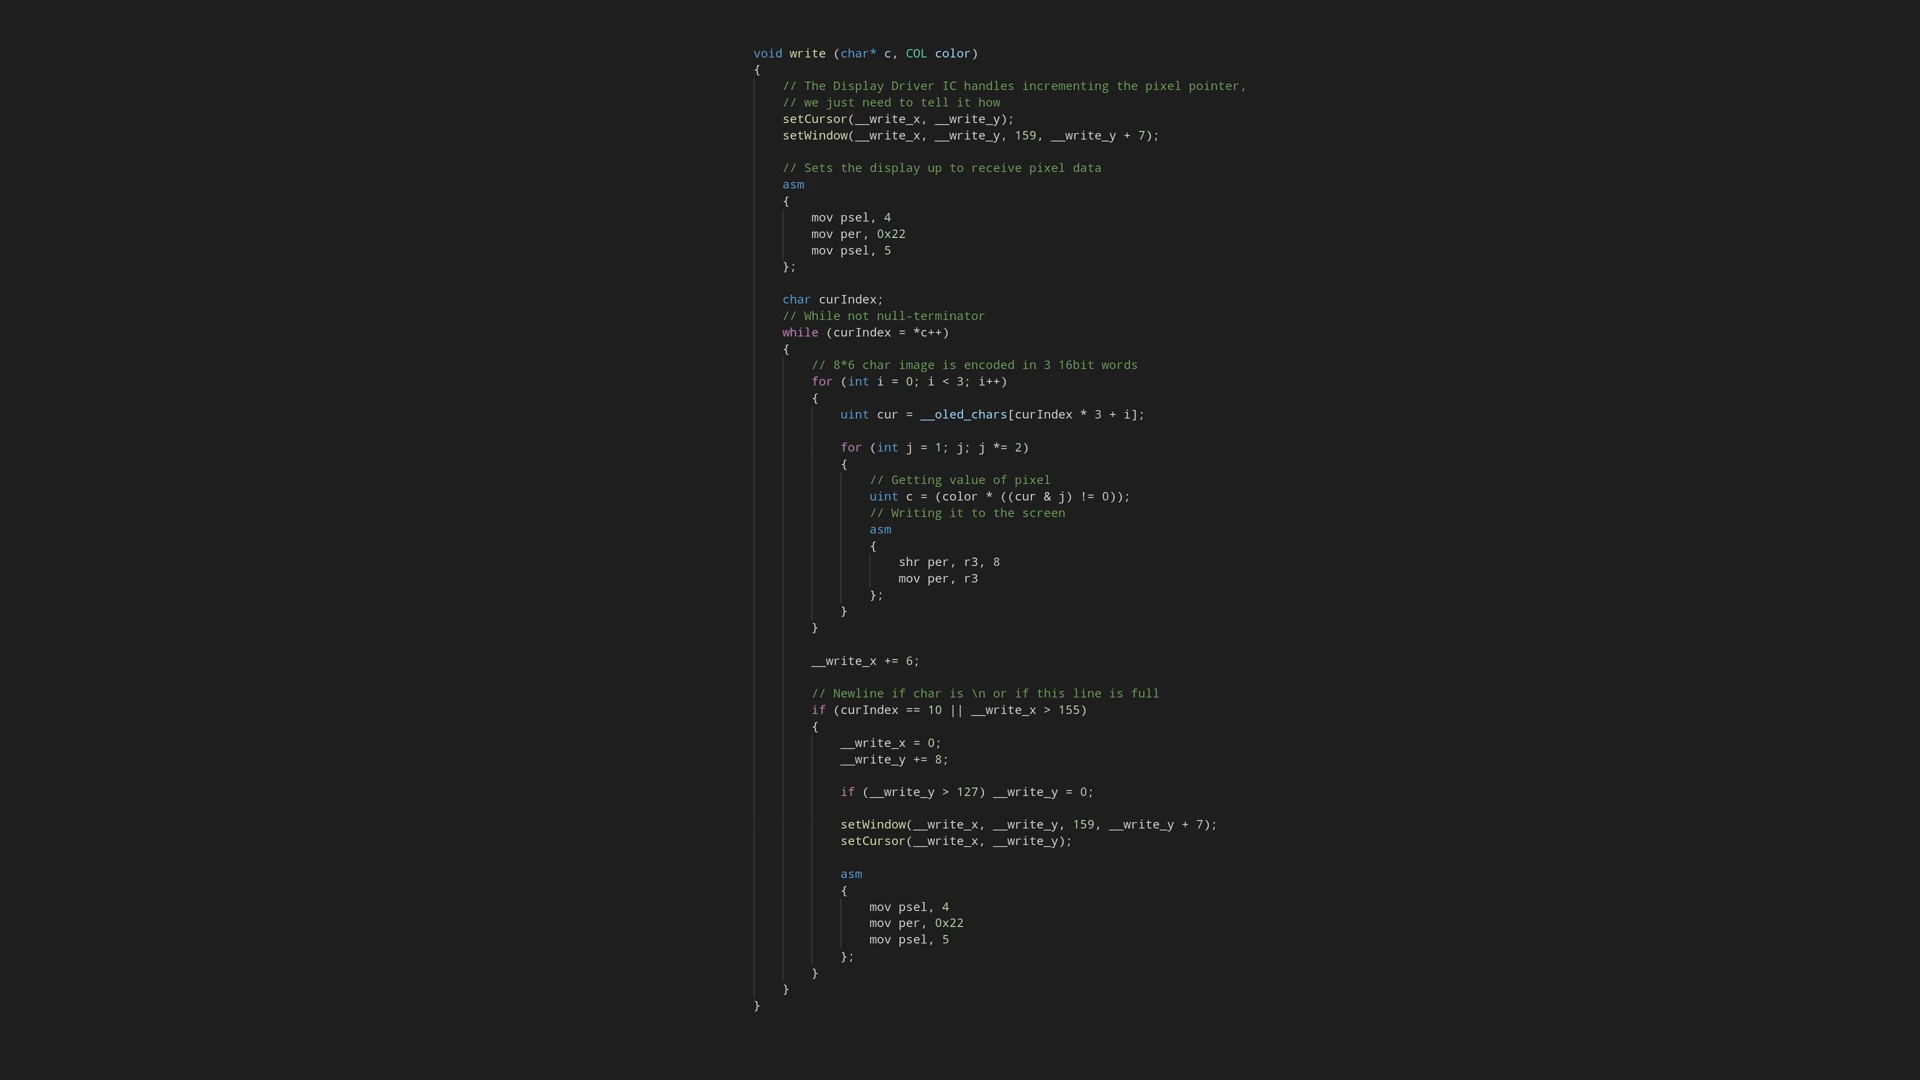 void write (char* c, COL color)
{
    // The Display Driver IC handles incrementing the pixel pointer,
    // we just need to tell it how
    setCursor(__write_x, __write_y);
    setWindow(__write_x, __write_y, 159, __write_y + 7);

    // Sets the display up to receive pixel data
    asm
    {
        mov psel, 4
        mov per, 0x22
        mov psel, 5
    };

    char curIndex;
    // While not null-terminator
    while (curIndex = *c++)
    {
        // 8*6 char image is encoded in 3 16bit words
        for (int i = 0; i < 3; i++)
        {
            uint cur = __oled_chars[curIndex * 3 + i];

            for (int j = 1; j; j *= 2)
            {
                // Getting value of pixel
                uint c = (color * ((cur & j) != 0));
                // Writing it to the screen
                asm
                {
                    shr per, r3, 8
                    mov per, r3
                };
            }
        }

        __write_x += 6;

        // Newline if char is \n or if this line is full
        if (curIndex == 10 || __write_x > 155)
        {
            __write_x = 0;
            __write_y += 8;

            if (__write_y > 127) __write_y = 0;

            setWindow(__write_x, __write_y, 159, __write_y + 7);
            setCursor(__write_x, __write_y);

            asm
            {
                mov psel, 4
                mov per, 0x22
                mov psel, 5
            };
        }
    }
}